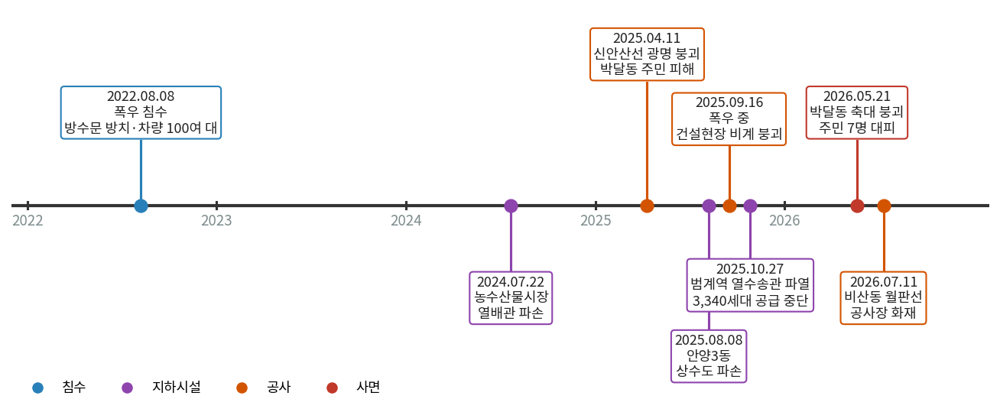 2025.04.11
신안산선 광명 붕괴
박달동 주민 피해
2022.08.08
폭우 침수
방수문 방치·차량 100여 대
2025.09.16
폭우 중
건설현장 비계 붕괴
2026.05.21
박달동 축대 붕괴
주민 7명 대피
2022
2023
2024
2025
2026
2024.07.22
농수산물시장
열배관 파손
2025.10.27
범계역 열수송관 파열
3,340세대 공급 중단
2026.07.11
비산동 월판선
공사장 화재
2025.08.08
안양3동
상수도 파손
침수
지하시설
공사
사면